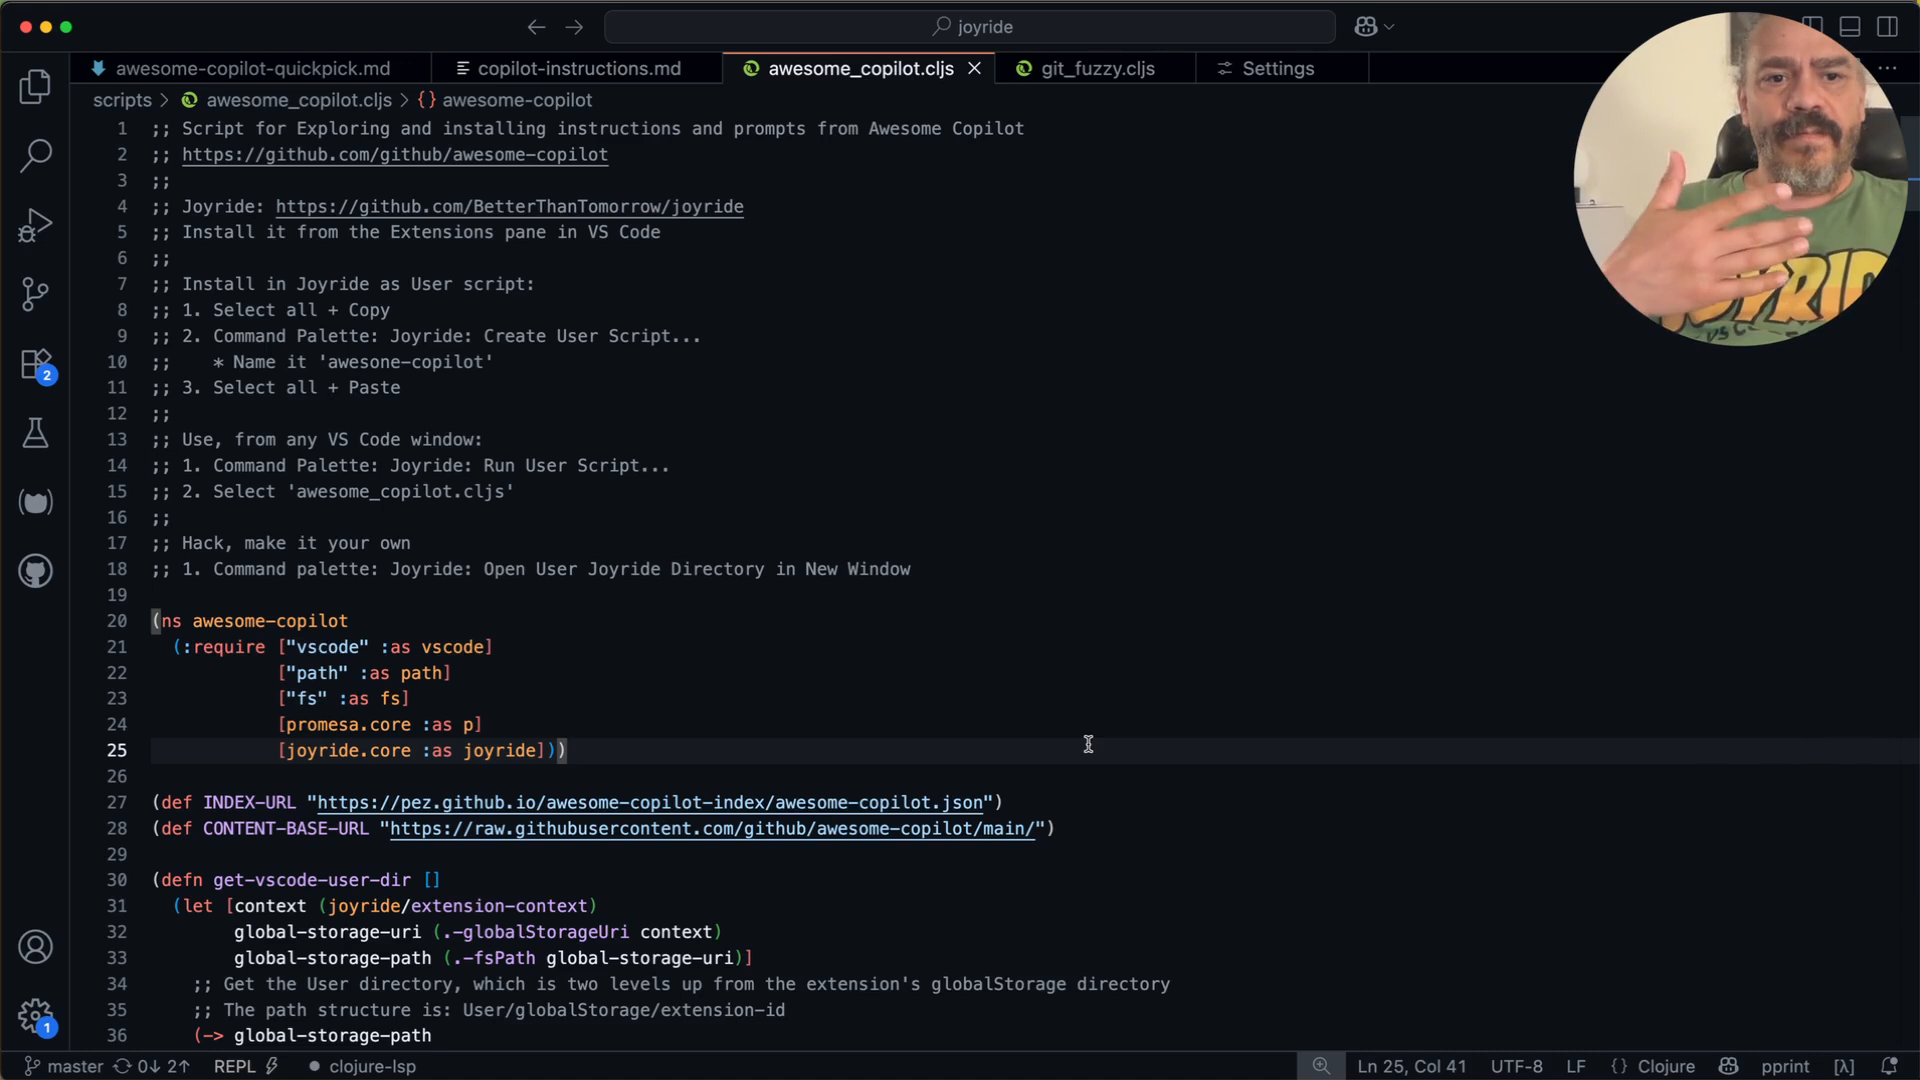 joyride
awesome-copilot-quickpick.md
copilot-instructions.md
awesome_copilot.cljs
git_fuzzy.cljs
Settings
scripts > awesome_copilot.cljs > {} awesome-copilot
1 ;; Script for Exploring and installing instructions and prompts from Awesome Copilot
2 ;; https://github.com/github/awesome-copilot
3 ;;
4 ;; Joyride: https://github.com/BetterThanTomorrow/joyride
5 ;; Install it from the Extensions pane in VS Code
6 ;;
7 ;; Install in Joyride as User script:
8 ;; 1. Select all + Copy
9 ;; 2. Command Palette: Joyride: Create User Script...
10 ;;    * Name it 'awesone-copilot'
11 ;; 3. Select all + Paste
12 ;;
13 ;; Use, from any VS Code window:
14 ;; 1. Command Palette: Joyride: Run User Script...
15 ;; 2. Select 'awesome_copilot.cljs'
16 ;;
17 ;; Hack, make it your own
18 ;; 1. Command palette: Joyride: Open User Joyride Directory in New Window
19
20 (ns awesome-copilot
21   (:require ["vscode" :as vscode]
22             ["path" :as path]
23             ["fs" :as fs]
24             [promesa.core :as p]
25             [joyride.core :as joyride]))
26
27 (def INDEX-URL "https://pez.github.io/awesome-copilot-index/awesome-copilot.json")
28 (def CONTENT-BASE-URL "https://raw.githubusercontent.com/github/awesome-copilot/main/")
29
30 (defn get-vscode-user-dir []
31   (let [context (joyride/extension-context)
32         global-storage-uri (.-globalStorageUri context)
33         global-storage-path (.-fsPath global-storage-uri)]
34     ;; Get the User directory, which is two levels up from the extension's globalStorage directory
35     ;; The path structure is: User/globalStorage/extension-id
36     (-> global-storage-path
2
1
JOYRIDE
VS C
master 0↓ 2↑ REPL clojure-lsp Ln 25, Col 41 UTF-8 LF {} Clojure pprint [λ]